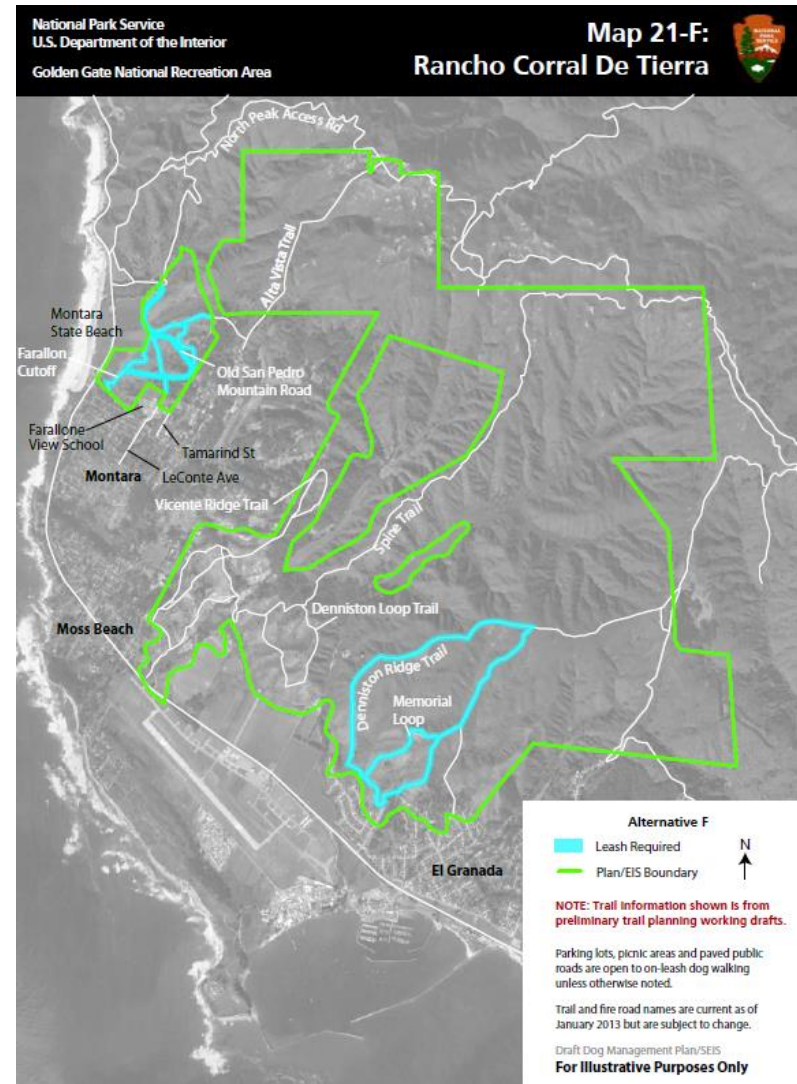 National Park Service
U.S. Department of the Interior
Golden Gate National Recreation Area
Map 21-F:
Rancho Corral De Tierra
NATIONAL
PARK
SERVICE
North Peak Access Rd
Alta Vista Trail
Montara
State Beach
Farallon
Cutoff
Old San Pedro
Mountain Road
Farallone
View School
Tamarind St
Montara
LeConte Ave
Vicente Ridge Trail
Spine Trail
Denniston Loop Trail
Moss Beach
Denniston Ridge Trail
Memorial
Loop
El Granada
Alternative F
Leash Required
N
Plan/EIS Boundary
NOTE: Trail information shown is from
preliminary trail planning working drafts.
Parking lots, picnic areas and paved public
roads are open to on-leash dog walking
unless otherwise noted.
Trail and fire road names are current as of
January 2013 but are subject to change.
Draft Dog Management Plan/SEIS
For Illustrative Purposes Only